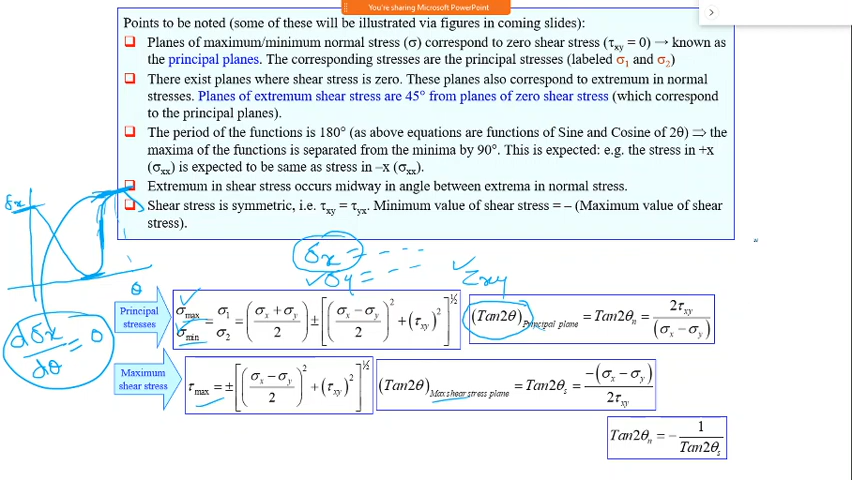 You're sharing Microsoft PowerPoint
Points to be noted (some of these will be illustrated via figures in coming slides):
Planes of maximum/minimum normal stress (σ) correspond to zero shear stress (τxy = 0) → known as
the principal planes. The corresponding stresses are the principal stresses (labeled σ1 and σ2)
There exist planes where shear stress is zero. These planes also correspond to extremum in normal
stresses. Planes of extremum shear stress are 45° from planes of zero shear stress (which correspond
to the principal planes).
The period of the functions is 180° (as above equations are functions of Sine and Cosine of 2θ) ⇒ the
maxima of the functions is separated from the minima by 90°. This is expected: e.g. the stress in +x
(σxx) is expected to be same as stress in –x (σxx).
Extremum in shear stress occurs midway in angle between extrema in normal stress.
Shear stress is symmetric, i.e. τxy = τyx. Minimum value of shear stress = – (Maximum value of shear
stress).
σx
θ
σx = - - - -
σy = - - -
τxy
dσx/dθ = 0
Principal
stresses
σmax/σmin = σ1/σ2 = ((σx + σy)/2) ± [((σx − σy)/2)² + (τxy)²]^½
(Tan2θ)Principal plane = Tan2θn = 2τxy/(σx − σy)
Maximum
shear stress
τmax = ± [((σx − σy)/2)² + (τxy)²]^½
(Tan2θ)Max shear stress plane = Tan2θs = −(σx − σy)/2τxy
Tan2θn = − 1/Tan2θs